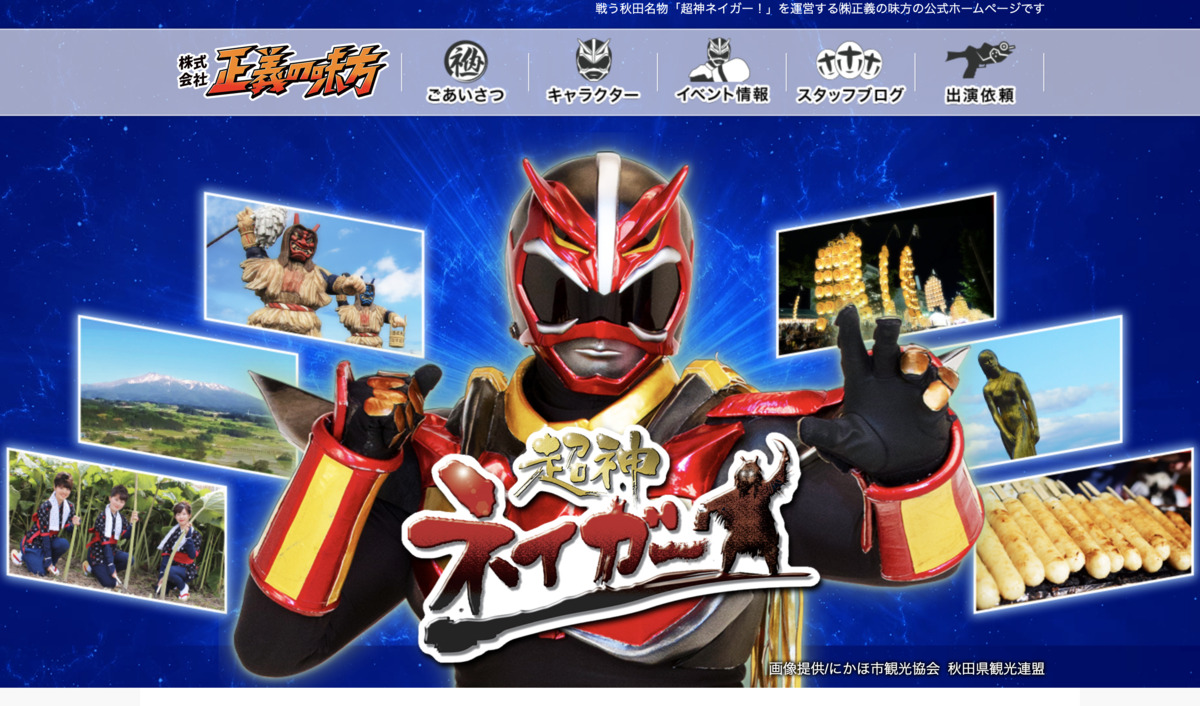 戦う秋田名物「超神ネイガー！」を運営する㈱正義の味方の公式ホームページです
株式会社 正義の味方
ごあいさつ
キャラクター
イベント情報
スタッフブログ
出演依頼
超神
ネイガー
画像提供/にかほ市観光協会 秋田県観光連盟